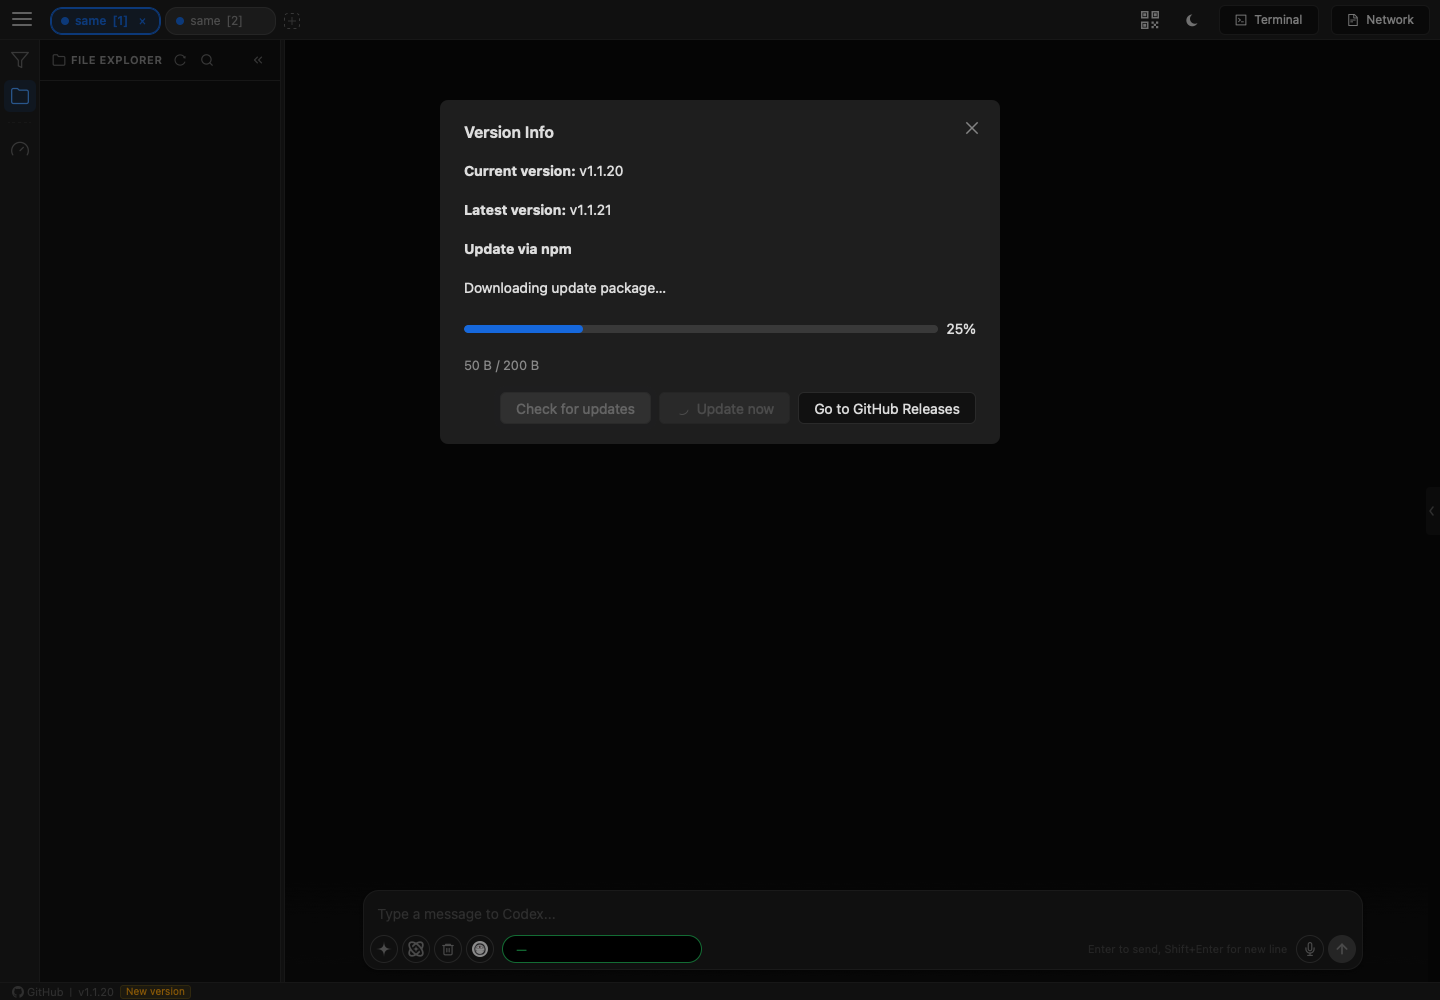 same [1] ×
same [2]
Terminal
Network
FILE EXPLORER
Version Info
Current version: v1.1.20
Latest version: v1.1.21
Update via npm
Downloading update package...
25%
50 B / 200 B
Check for updates
Update now
Go to GitHub Releases
Type a message to Codex...
Enter to send, Shift+Enter for new line
GitHub | v1.1.20 New version